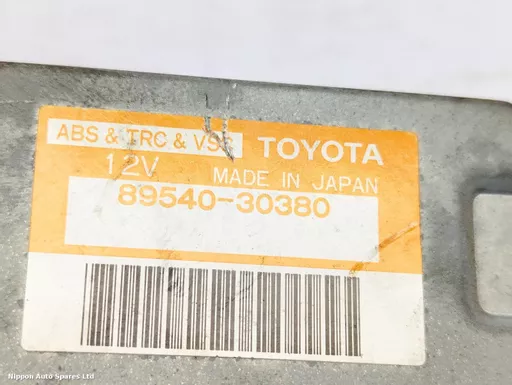 ABS & TRC & VSC TOYOTA
12V MADE IN JAPAN
89540-30380
Nippon Auto Spares Ltd